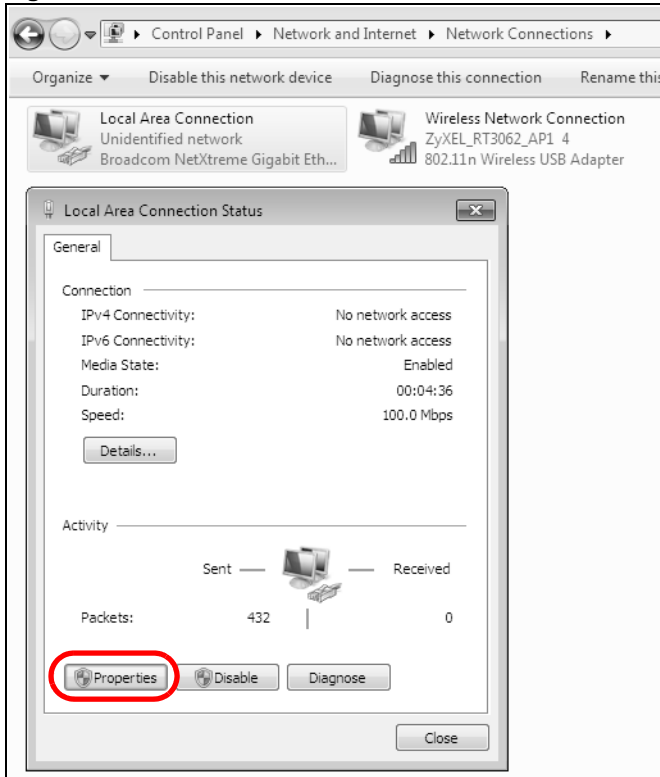 Control Panel ▸ Network and Internet ▸ Network Connections ▸
Organize ▾ Disable this network device Diagnose this connection Rename this
Local Area Connection
Unidentified network
Broadcom NetXtreme Gigabit Eth...
Wireless Network Connection
ZyXEL_RT3062_AP1 4
802.11n Wireless USB Adapter
Local Area Connection Status
General
Connection
IPv4 Connectivity: No network access
IPv6 Connectivity: No network access
Media State: Enabled
Duration: 00:04:36
Speed: 100.0 Mbps
Details...
Activity
Sent Received
Packets: 432 0
Properties Disable Diagnose
Close